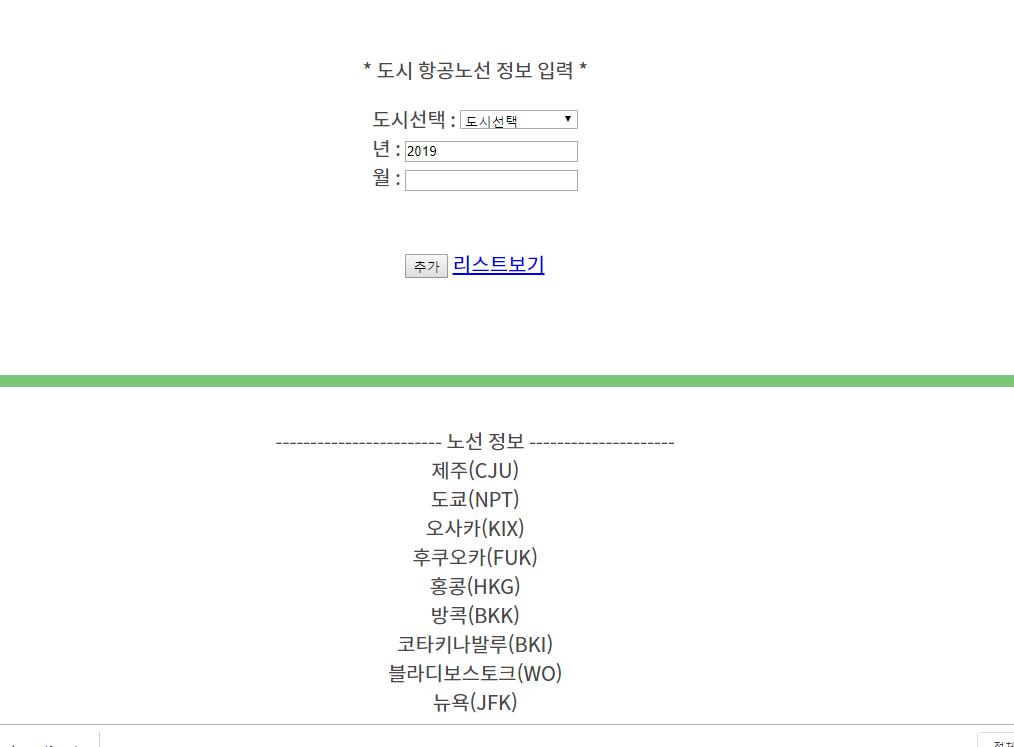 * 도시 항공노선 정보 입력 *
도시선택 : 도시선택
년 : 2019
월 :
추가 리스트보기
------------------------ 노선 정보 ---------------------
제주(CJU)
도쿄(NPT)
오사카(KIX)
후쿠오카(FUK)
홍콩(HKG)
방콕(BKK)
코타키나발루(BKI)
블라디보스토크(WO)
뉴욕(JFK)